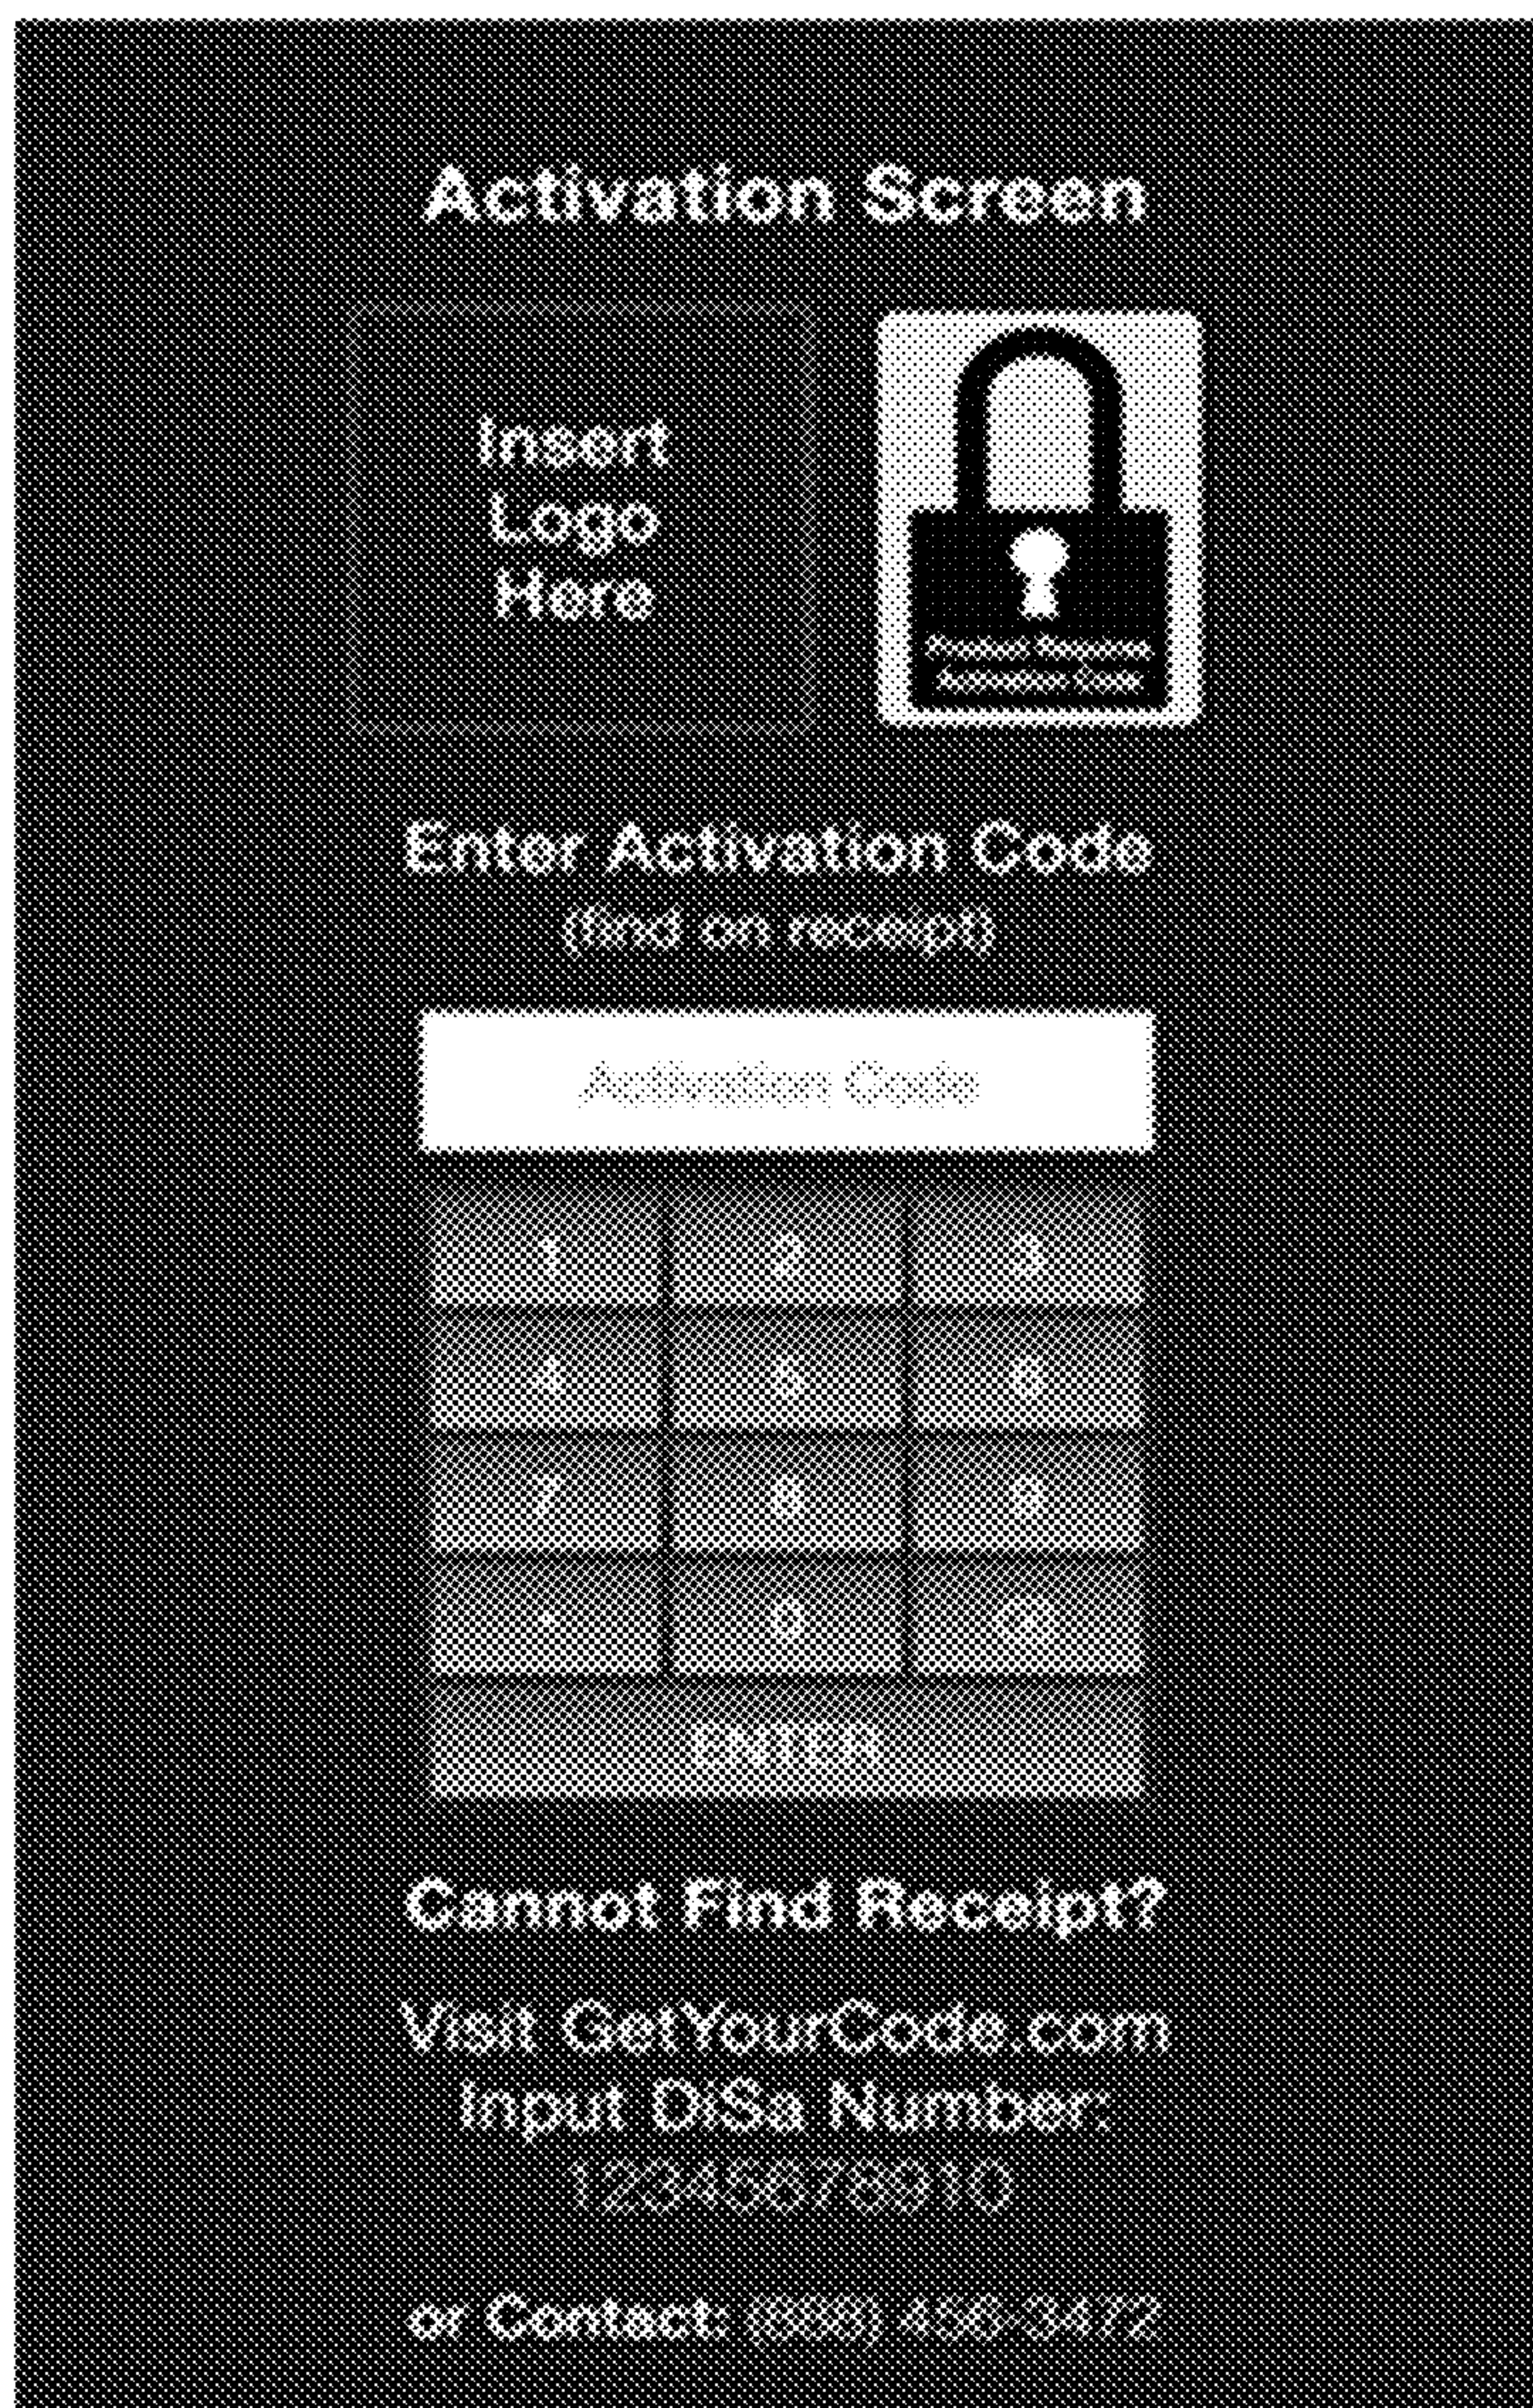 Activation Screen
Insert
Logo
Here
Enter Activation Code
(find on receipt)
Activation Code
1 2 3
4 5 6
7 8 9
0
ENTER
Cannot Find Receipt?
Visit GetYourCode.com
Input DiSa Number:
12345678910
or Contact: